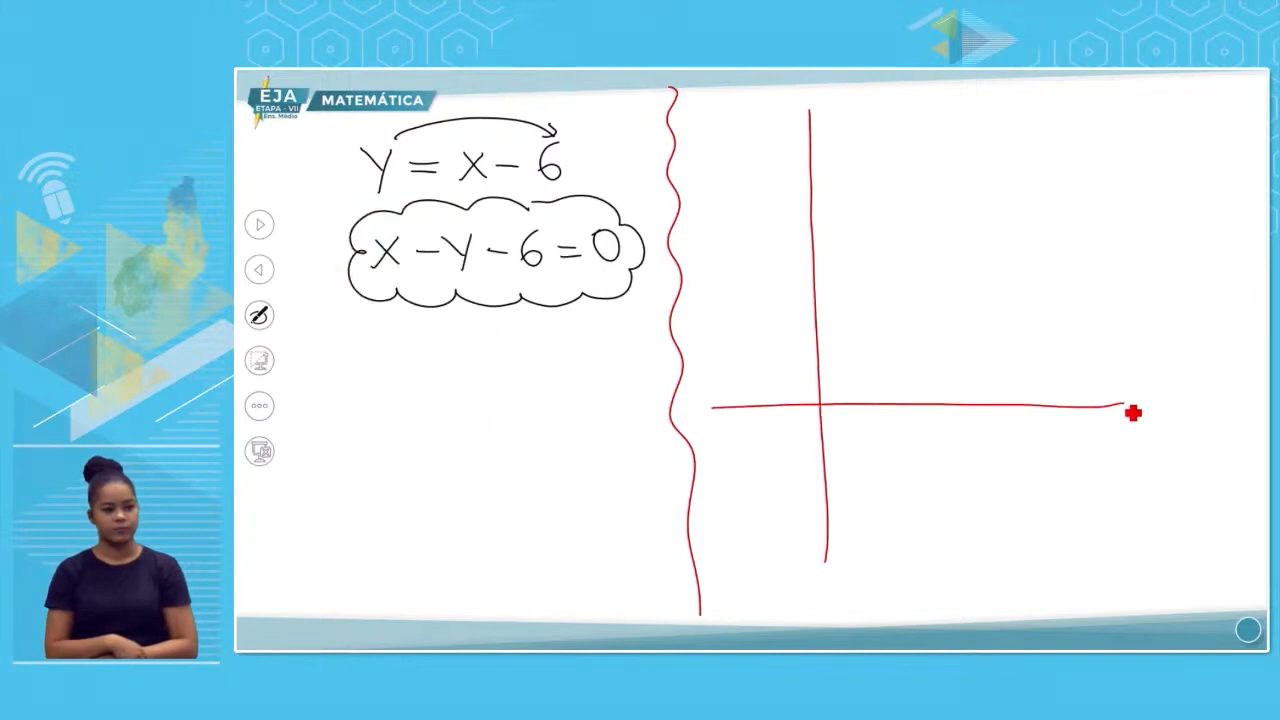 EJA
ETAPA - VII
Ens. Médio
MATEMÁTICA
Y = X - 6
X - Y - 6 = 0